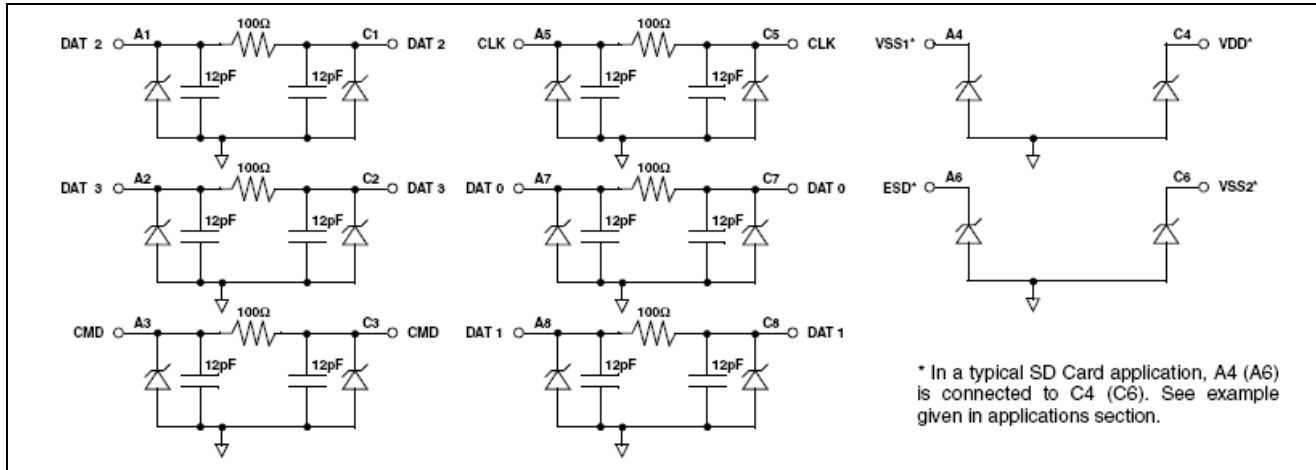 100Ω
DAT 2 A1 C1 DAT 2
12pF 12pF
100Ω
CLK A5 C5 CLK
12pF 12pF
VSS1* A4 C4 VDD*
100Ω
DAT 3 A2 C2 DAT 3
12pF 12pF
100Ω
DAT 0 A7 C7 DAT 0
12pF 12pF
ESD* A6 C6 VSS2*
100Ω
CMD A3 C3 CMD
12pF 12pF
100Ω
DAT 1 A8 C8 DAT 1
12pF 12pF
* In a typical SD Card application, A4 (A6)
is connected to C4 (C6). See example
given in applications section.